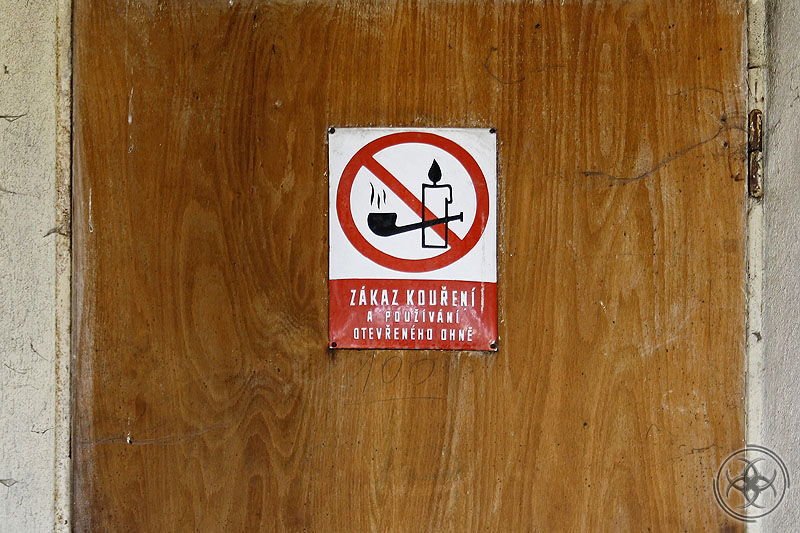 ZÁKAZ KOUŘENÍ
A POUŽÍVÁNÍ
OTEVŘENÉHO OHNĚ